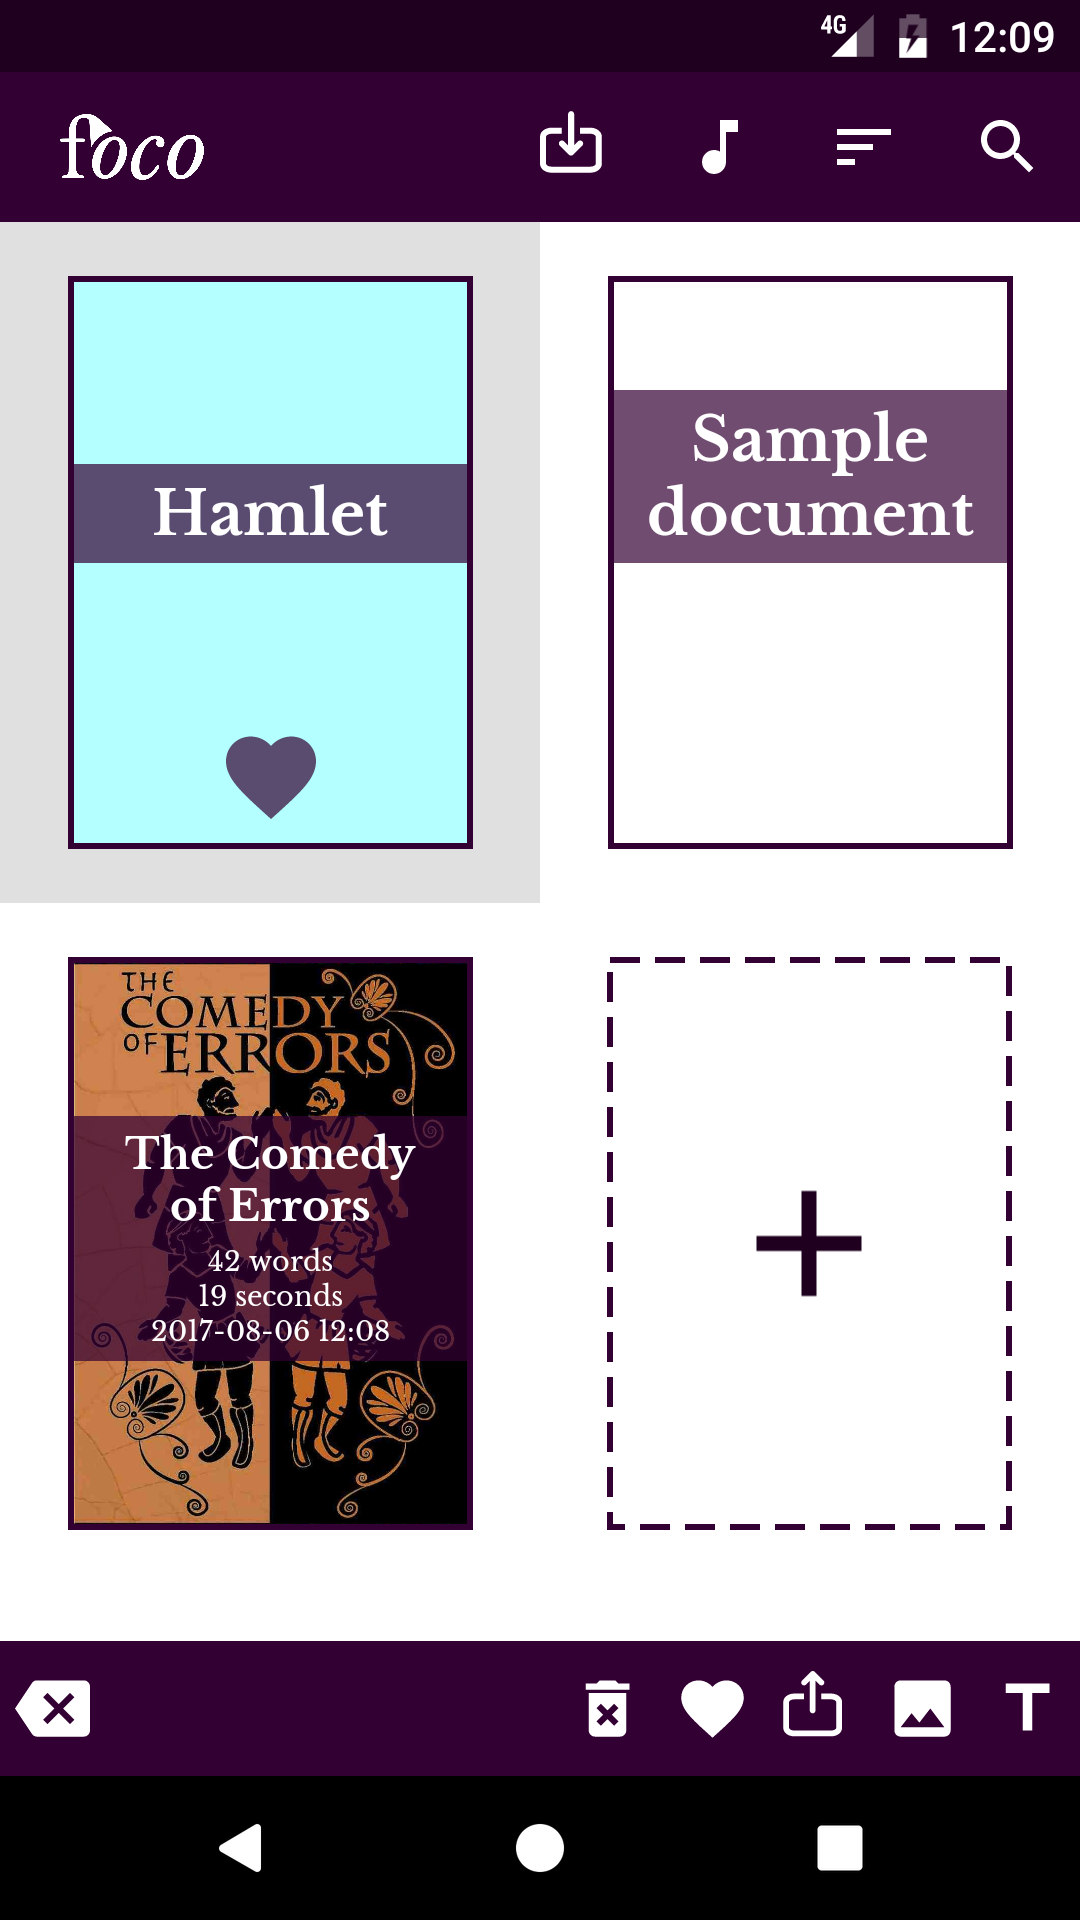 4G 12:09
foco
Hamlet
Sample
document
THE
COMEDY
OF ERRORS
The Comedy
of Errors
42 words
19 seconds
2017-08-06 12:08
T